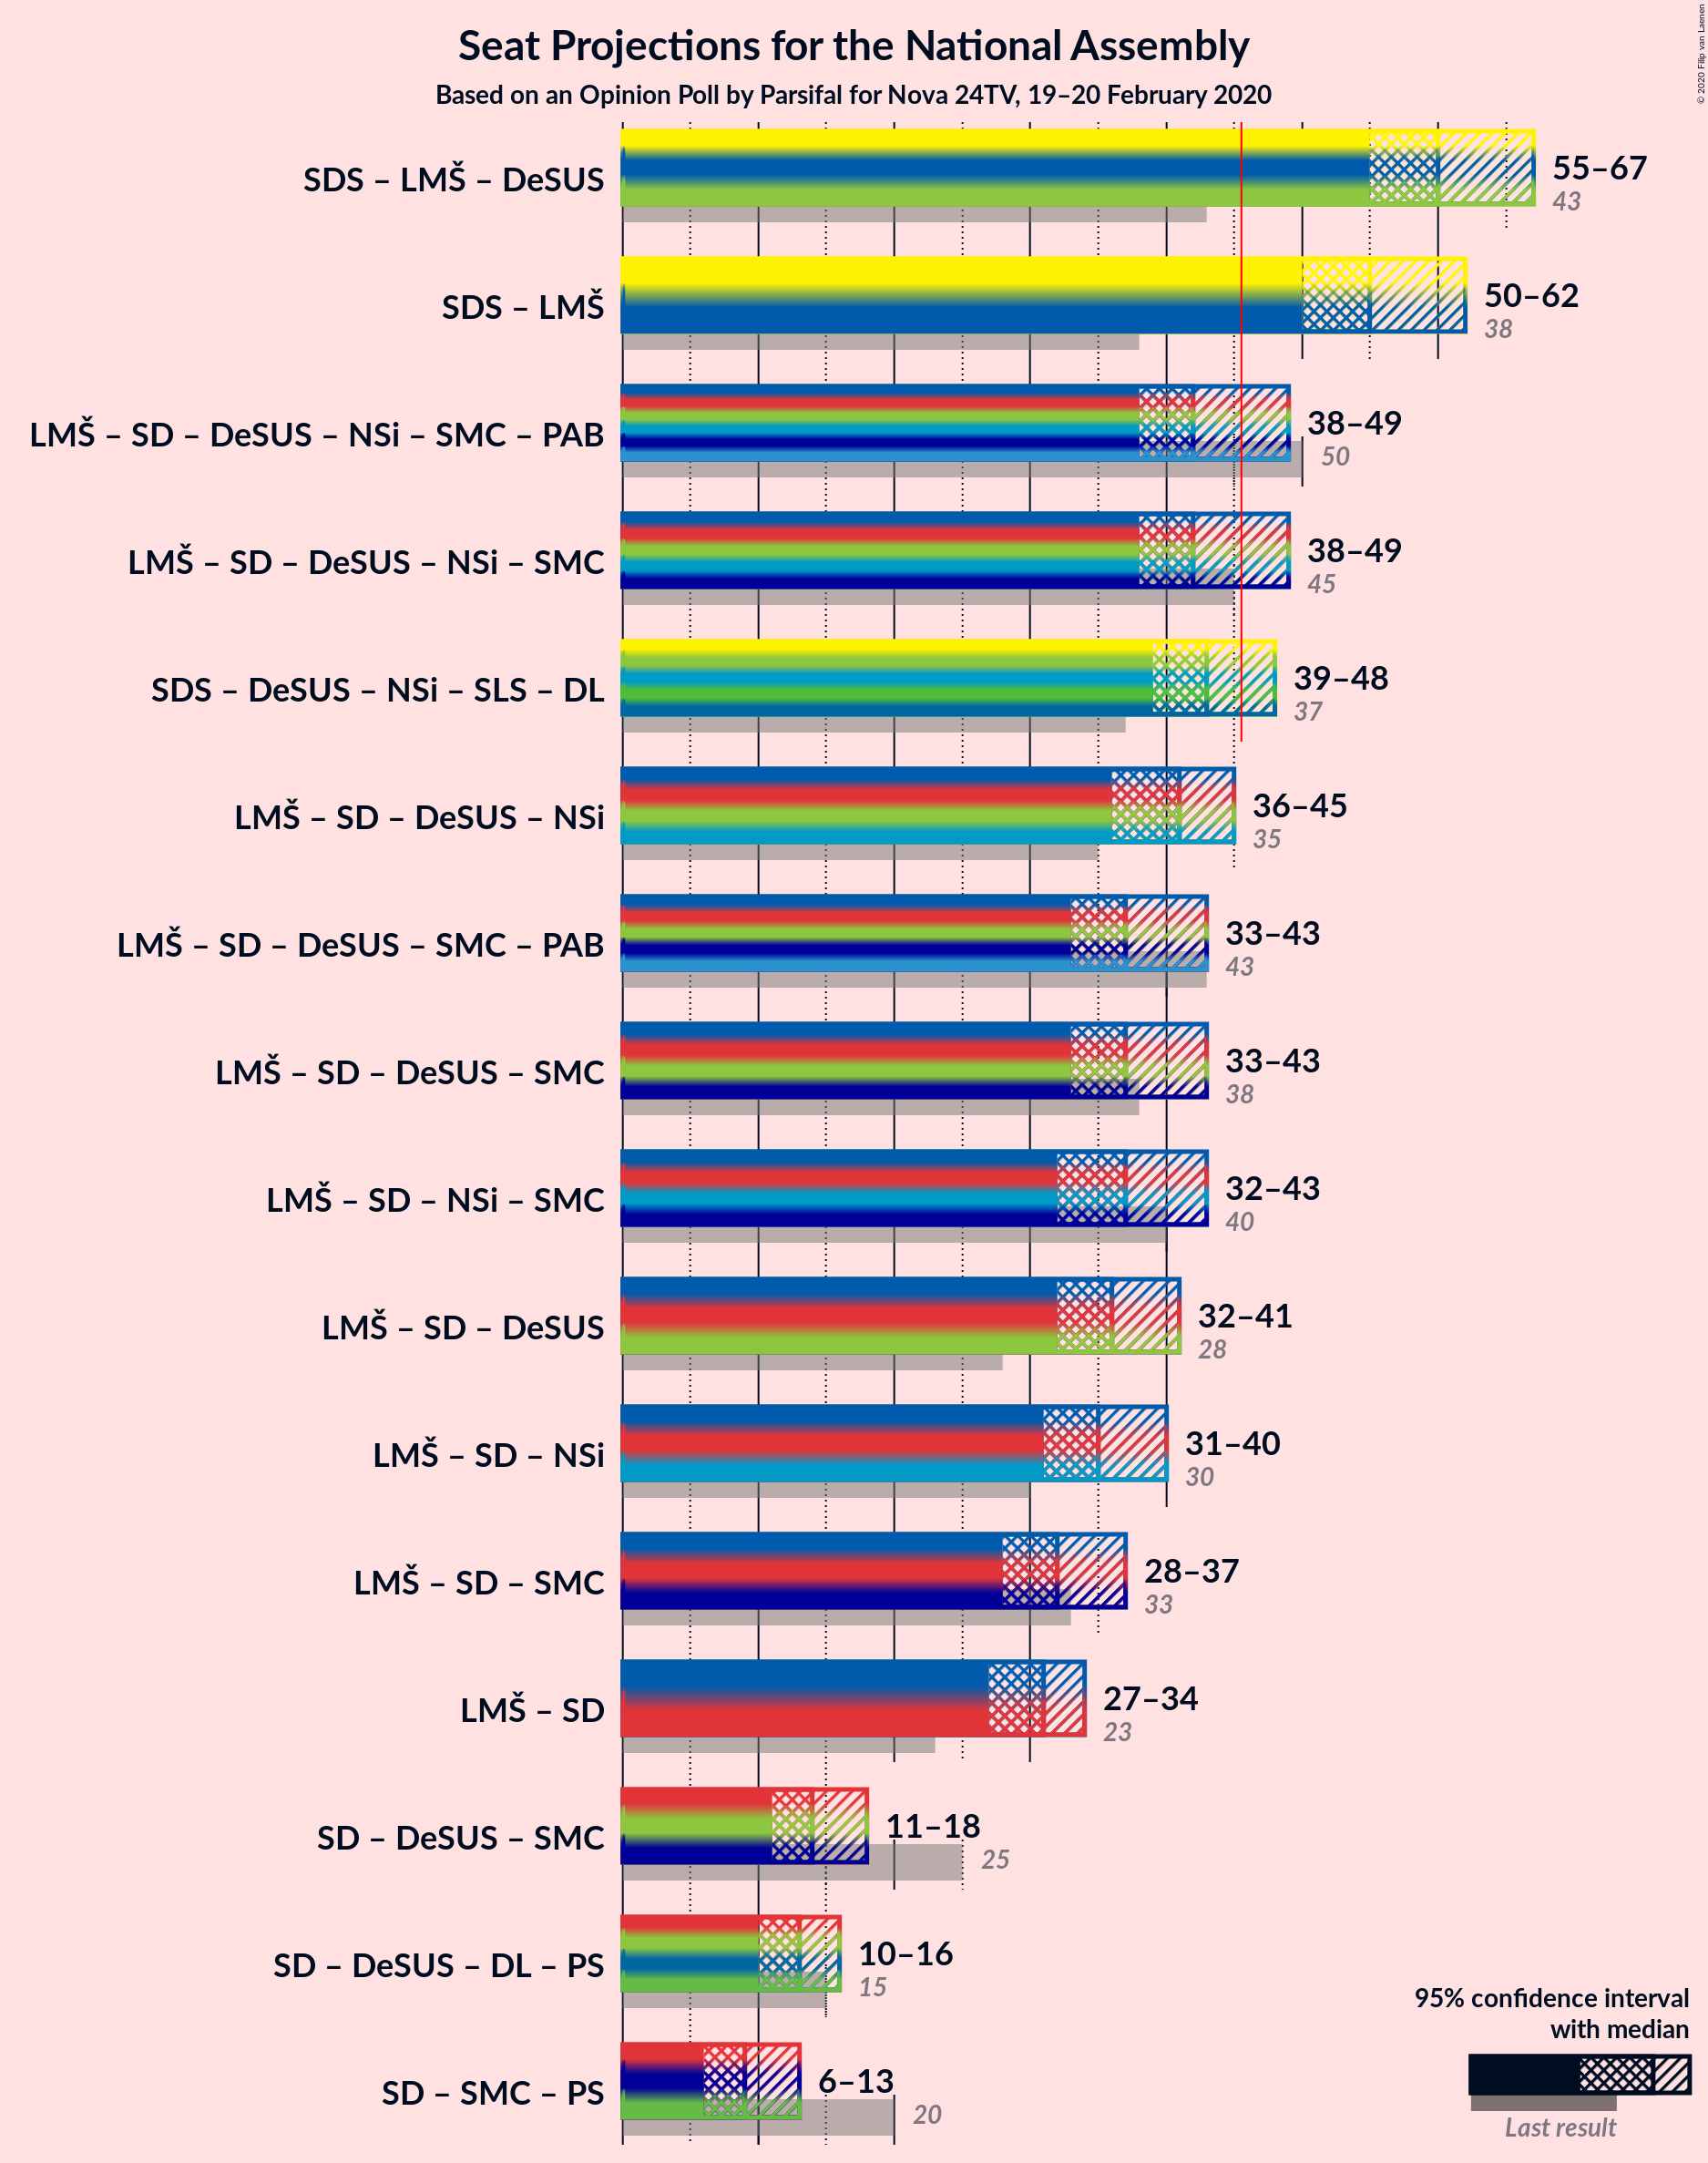 © 2020 Filip van Laenen
Seat Projections for the National Assembly
Based on an Opinion Poll by Parsifal for Nova 24TV, 19–20 February 2020
SDS – LMŠ – DeSUS
55–67
43
SDS – LMŠ
50–62
38
LMŠ – SD – DeSUS – NSi – SMC – PAB
38–49
50
LMŠ – SD – DeSUS – NSi – SMC
38–49
45
SDS – DeSUS – NSi – SLS – DL
39–48
37
LMŠ – SD – DeSUS – NSi
36–45
35
LMŠ – SD – DeSUS – SMC – PAB
33–43
43
LMŠ – SD – DeSUS – SMC
33–43
38
LMŠ – SD – NSi – SMC
32–43
40
LMŠ – SD – DeSUS
32–41
28
LMŠ – SD – NSi
31–40
30
LMŠ – SD – SMC
28–37
33
LMŠ – SD
27–34
23
SD – DeSUS – SMC
11–18
25
SD – DeSUS – DL – PS
10–16
15
SD – SMC – PS
6–13
20
95% confidence interval
with median
Last result